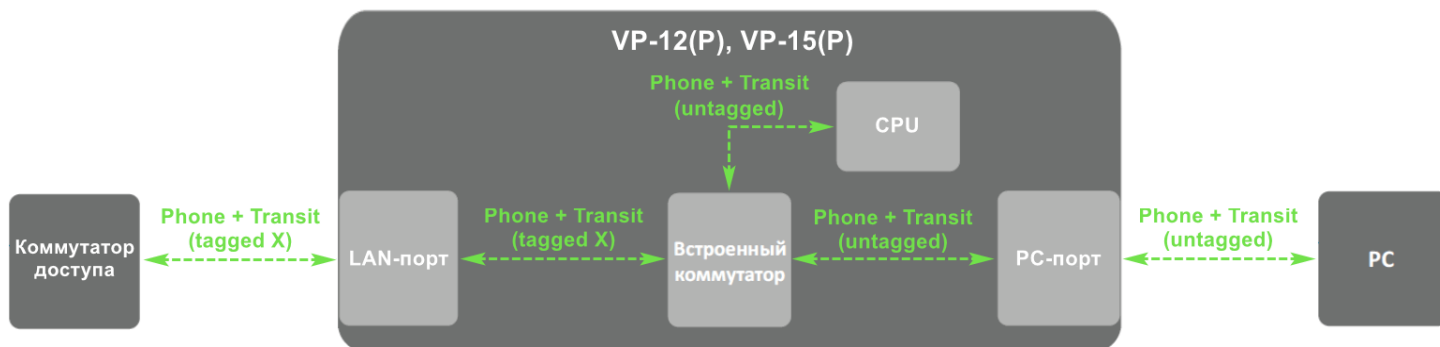 VP-12(P), VP-15(P)
Phone + Transit
(untagged)
CPU
Коммутатор
доступа
Phone + Transit
(tagged X)
LAN-порт
Phone + Transit
(tagged X)
Встроенный
коммутатор
Phone + Transit
(untagged)
PC-порт
Phone + Transit
(untagged)
PC